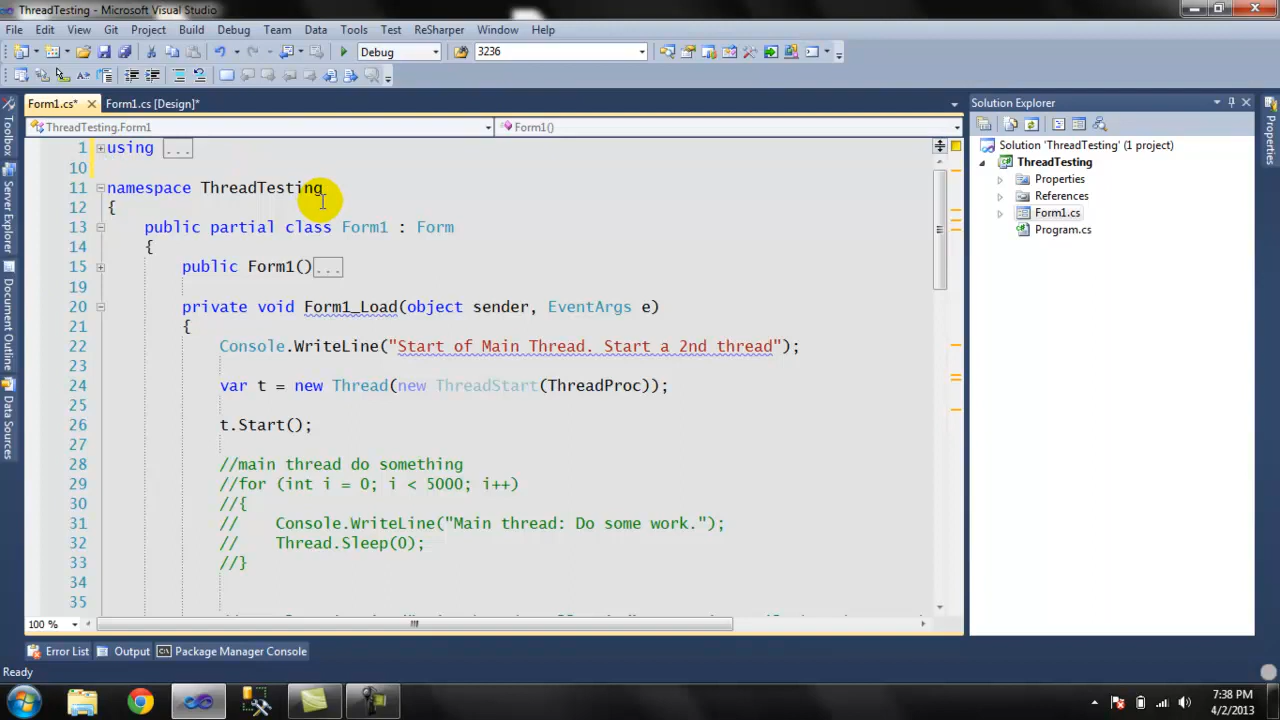 ThreadTesting - Microsoft Visual Studio
File Edit View Git Project Build Debug Team Data Tools Test ReSharper Window Help
Debug 3236
Form1.cs* Form1.cs [Design]*
ThreadTesting.Form1 Form1()
1 using ...
10
11 namespace ThreadTesting
12 {
13 public partial class Form1 : Form
14 {
15 public Form1()...
19
20 private void Form1_Load(object sender, EventArgs e)
21 {
22 Console.WriteLine("Start of Main Thread. Start a 2nd thread");
23
24 var t = new Thread(new ThreadStart(ThreadProc));
25
26 t.Start();
27
28 //main thread do something
29 //for (int i = 0; i < 5000; i++)
30 //{
31 // Console.WriteLine("Main thread: Do some work.");
32 // Thread.Sleep(0);
33 //}
34
35
100 %
Toolbox
Server Explorer
Document Outline
Data Sources
Solution Explorer
Solution 'ThreadTesting' (1 project)
ThreadTesting
Properties
References
Form1.cs
Program.cs
Properties
Error List Output Package Manager Console
Ready
7:38 PM
4/2/2013